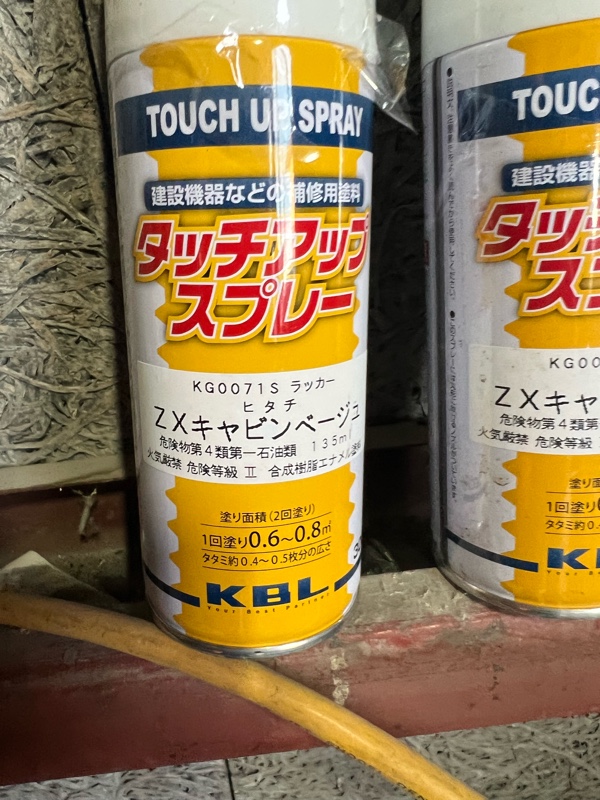 TOUCH UP SPRAY
建設機器などの補修用塗料
タッチアップ
スプレー
KG0071S ラッカー
ヒタチ
ZXキャビンベージュ
危険物第4類第一石油類 135ml
火気厳禁 危険等級 Ⅱ 合成樹脂エナメル塗料
塗り面積(2回塗り)
1回塗り0.6~0.8㎡
タタミ約0.4~0.5枚分の広さ
KBL
Your Best Partner
TOUC
建設機器
タッ
ス
KG00
ZXキャ
危険物第4類
火気厳禁 危険等級
塗り面
1回塗り
タタミ約0.4
K